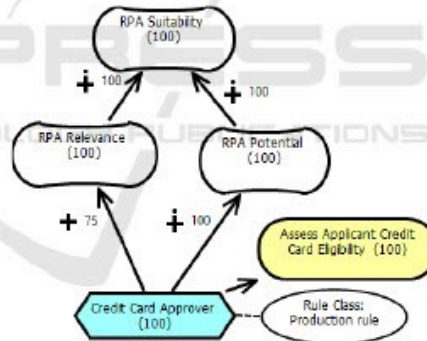 RPA Suitability
(100)
100
100
RPA Relevance
(100)
RPA Potential
(100)
75
100
Assess Applicant Credit
Card Eligibility (100)
Credit Card Approver
(100)
Rule Class:
Production rule